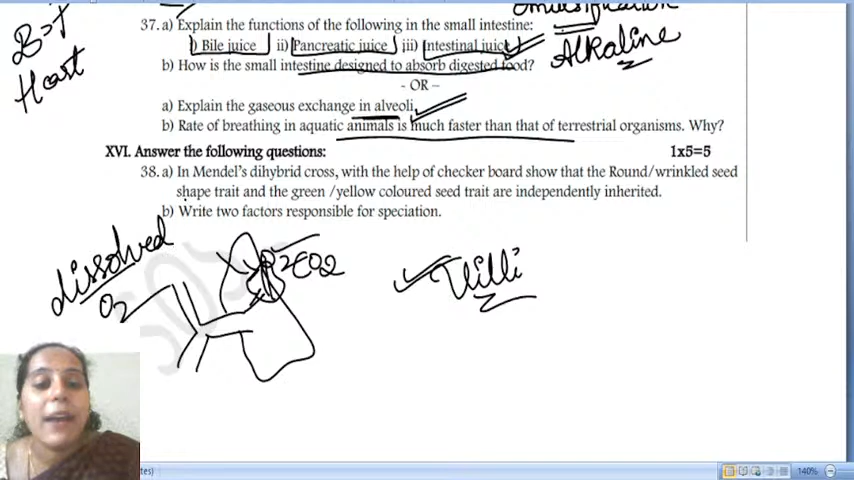 emulsification
37. a) Explain the functions of the following in the small intestine:
i) Bile juice ii) Pancreatic juice iii) Intestinal juice
Alkaline
b) How is the small intestine designed to absorb digested food?
- OR –
a) Explain the gaseous exchange in alveoli.
b) Rate of breathing in aquatic animals is much faster than that of terrestrial organisms. Why?
Heart
XVI. Answer the following questions: 1x5=5
38. a) In Mendel's dihybrid cross, with the help of checker board show that the Round/wrinkled seed
shape trait and the green /yellow coloured seed trait are independently inherited.
b) Write two factors responsible for speciation.
dissolved
O2
CO2
Villi
140%